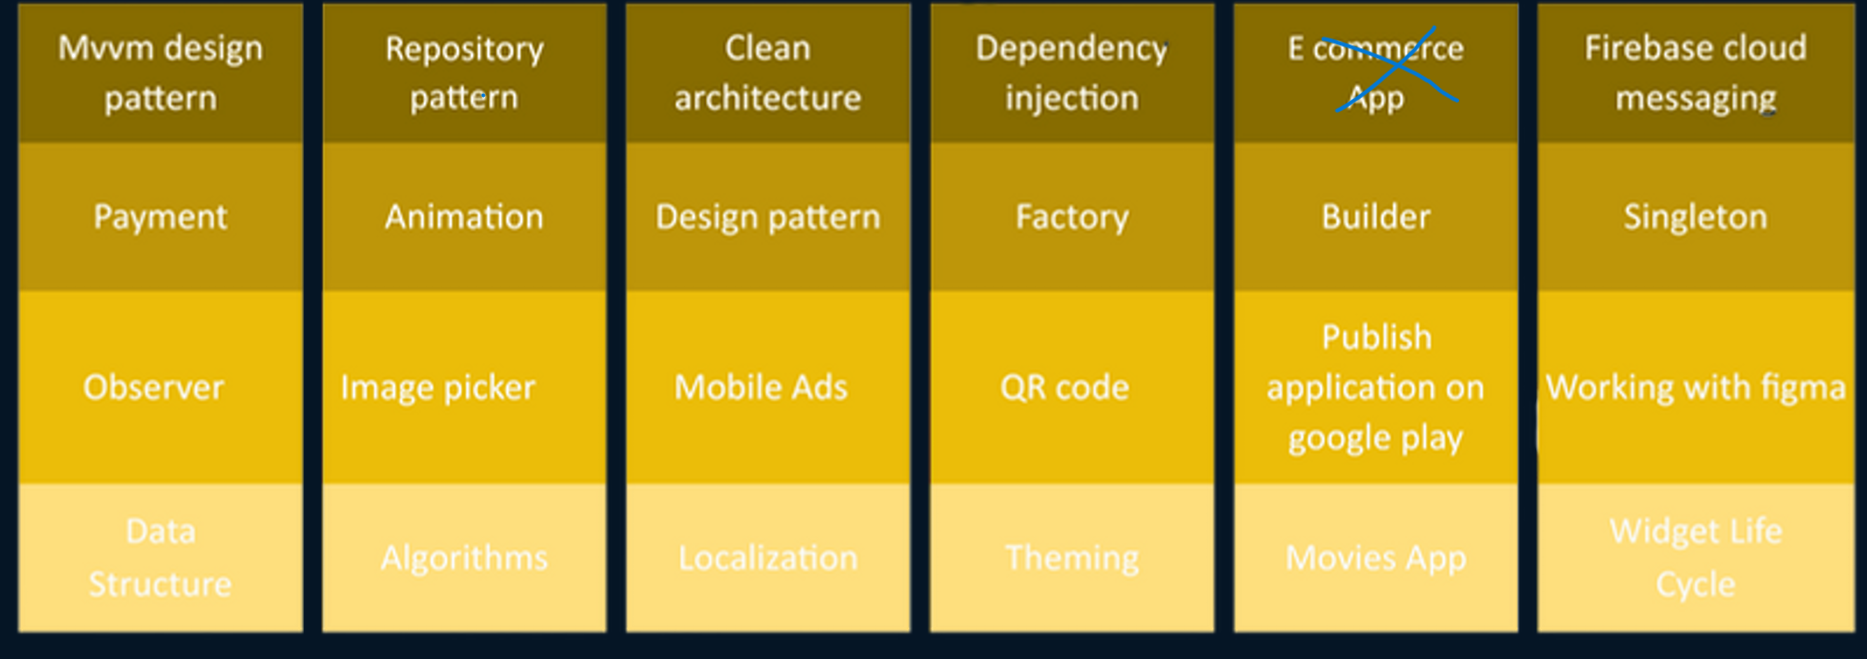 Mvvm design
pattern
Repository
pattern
Clean
architecture
Dependency
injection
E commerce
App
Firebase cloud
messaging
Payment
Animation
Design pattern
Factory
Builder
Singleton
Observer
Image picker
Mobile Ads
QR code
Publish
application on
google play
Working with figma
Data
Structure
Algorithms
Localization
Theming
Movies App
Widget Life
Cycle